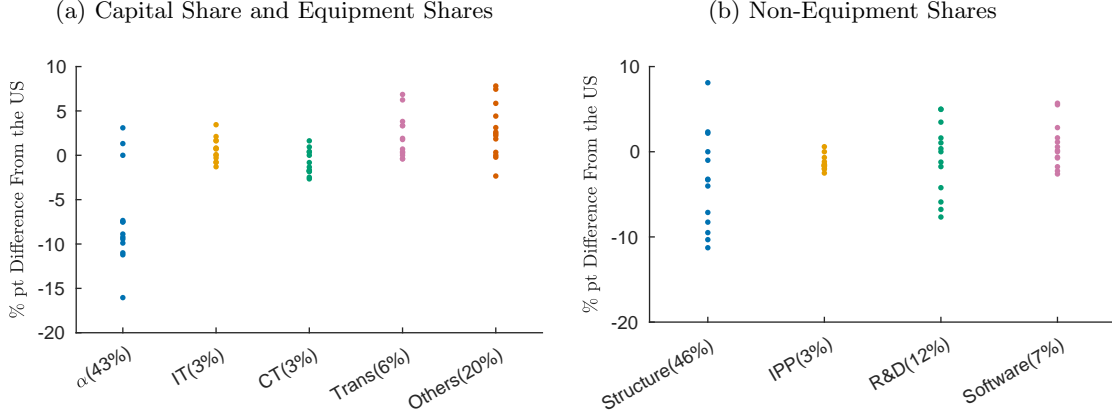 (a) Capital Share and Equipment Shares
% pt Difference From the US
10
5
0
-5
-10
-15
-20
α(43%)
IT(3%)
CT(3%)
Trans(6%)
Others(20%)
(b) Non-Equipment Shares
% pt Difference From the US
10
0
-10
-20
Structure(46%)
IPP(3%)
R&D(12%)
Software(7%)